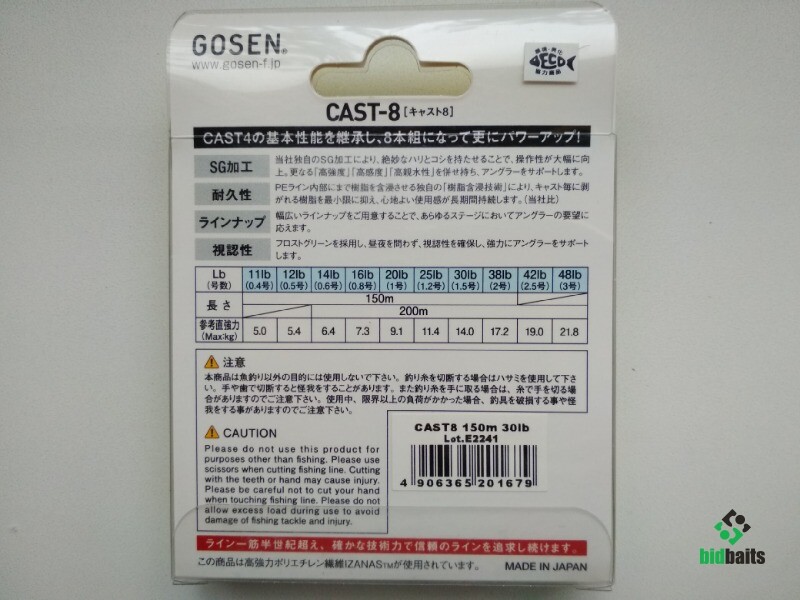 GOSEN®
www.gosen-f.jp
環境・美化
ECO
協力商品
CAST-8 [キャスト8]
CAST4の基本性能を継承し、8本組になって更にパワーアップ！
SG加工
当社独自のSG加工により、絶妙なハリとコシを持たせることで、操作性が大幅に向
上。更なる「高強度」「高感度」「高親水性」を併せ持ち、アングラーをサポートします。
耐久性
PEライン内部にまで樹脂を含浸させる独自の「樹脂含浸技術」により、キャスト毎に剥
がれる樹脂を最小限に抑え、心地よい使用感が長期間持続します。（当社比）
ラインナップ
幅広いラインナップをご用意することで、あらゆるステージにおいてアングラーの要望に
応えます。
視認性
フロストグリーンを採用し、昼夜を問わず、視認性を確保し、強力にアングラーをサポート
します。
Lb 11lb 12lb 14lb 16lb 20lb 25lb 30lb 38lb 42lb 48lb
(号数) (0.4号) (0.5号) (0.6号) (0.8号) (1号) (1.2号) (1.5号) (2号) (2.5号) (3号)
長さ 150m
200m
参考直強力
(Max:kg) 5.0 5.4 6.4 7.3 9.1 11.4 14.0 17.2 19.0 21.8
注意
本商品は魚釣り以外の目的には使用しないで下さい。釣り糸を切断する場合はハサミを使用して下さ
い。手や歯で切断すると怪我をすることがあります。また釣り糸を手に取る場合は、糸で手を切る場
合がありますのでご注意下さい。使用中、限界以上の負荷がかかった場合、釣具を破損する事や怪
我をする事がありますのでご注意下さい。
CAUTION
Please do not use this product for
purposes other than fishing. Please use
scissors when cutting fishing line. Cutting
with the teeth or hand may cause injury.
Please be careful not to cut your hand
when touching fishing line. Please do not
allow excess load during use to avoid
damage of fishing tackle and injury.
CAST8 150m 30lb
Lot.E2241
4 906365 201679
ライン一筋半世紀超え、確かな技術力で信頼のラインを追求し続けます。
この商品は高強力ポリエチレン繊維IZANAS™が使用されています。 MADE IN JAPAN
bidbaits